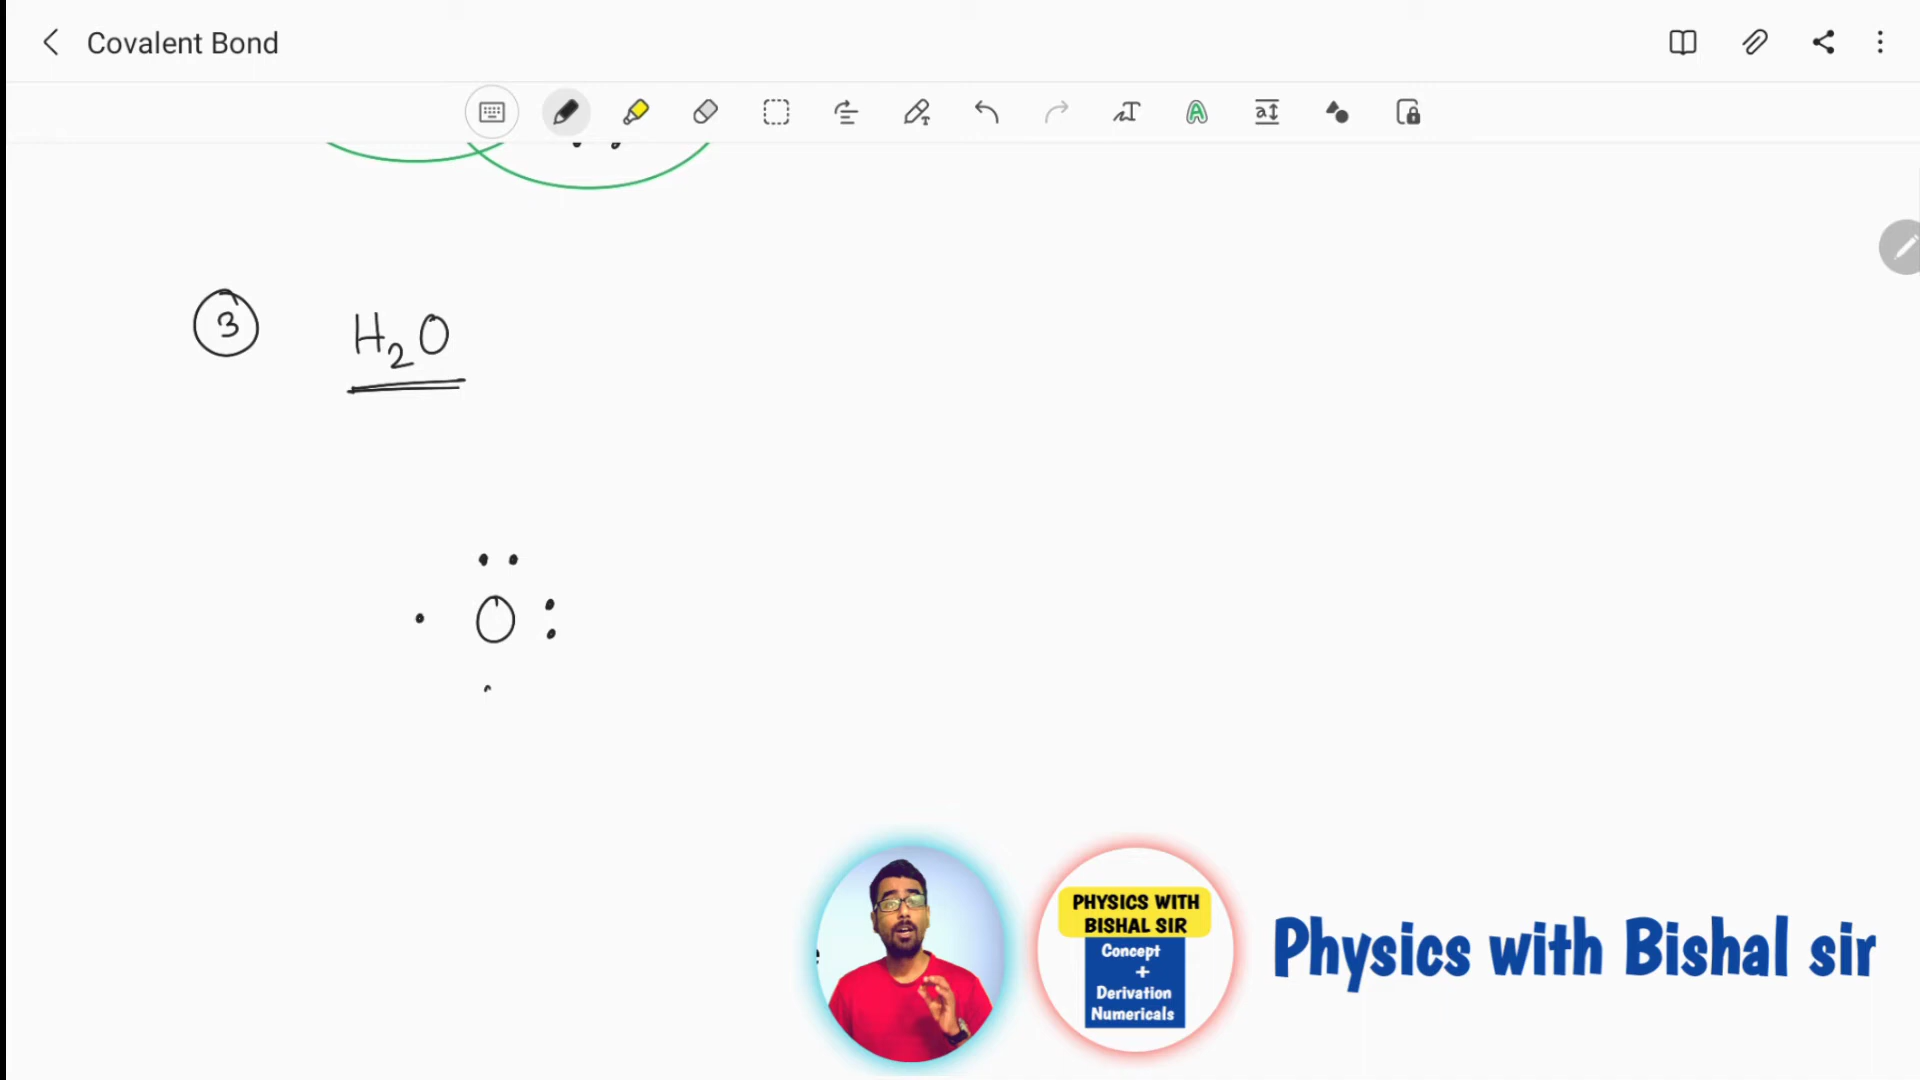 Covalent Bond
3
H₂O
O
PHYSICS WITH
BISHAL SIR
Concept
+
Derivation
Numericals
Physics with Bishal sir